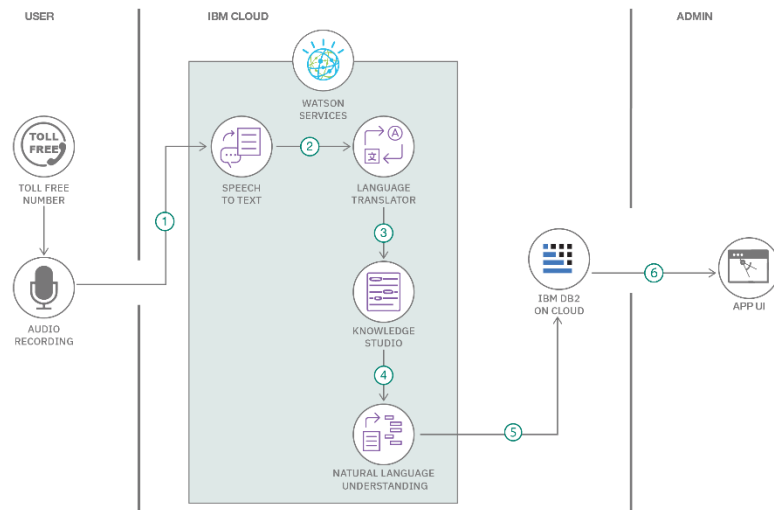 USER
IBM CLOUD
ADMIN
WATSON
SERVICES
TOLL
FREE
TOLL FREE
NUMBER
AUDIO
RECORDING
1
SPEECH
TO TEXT
2
A
文
LANGUAGE
TRANSLATOR
3
KNOWLEDGE
STUDIO
4
NATURAL LANGUAGE
UNDERSTANDING
5
IBM DB2
ON CLOUD
6
APP UI